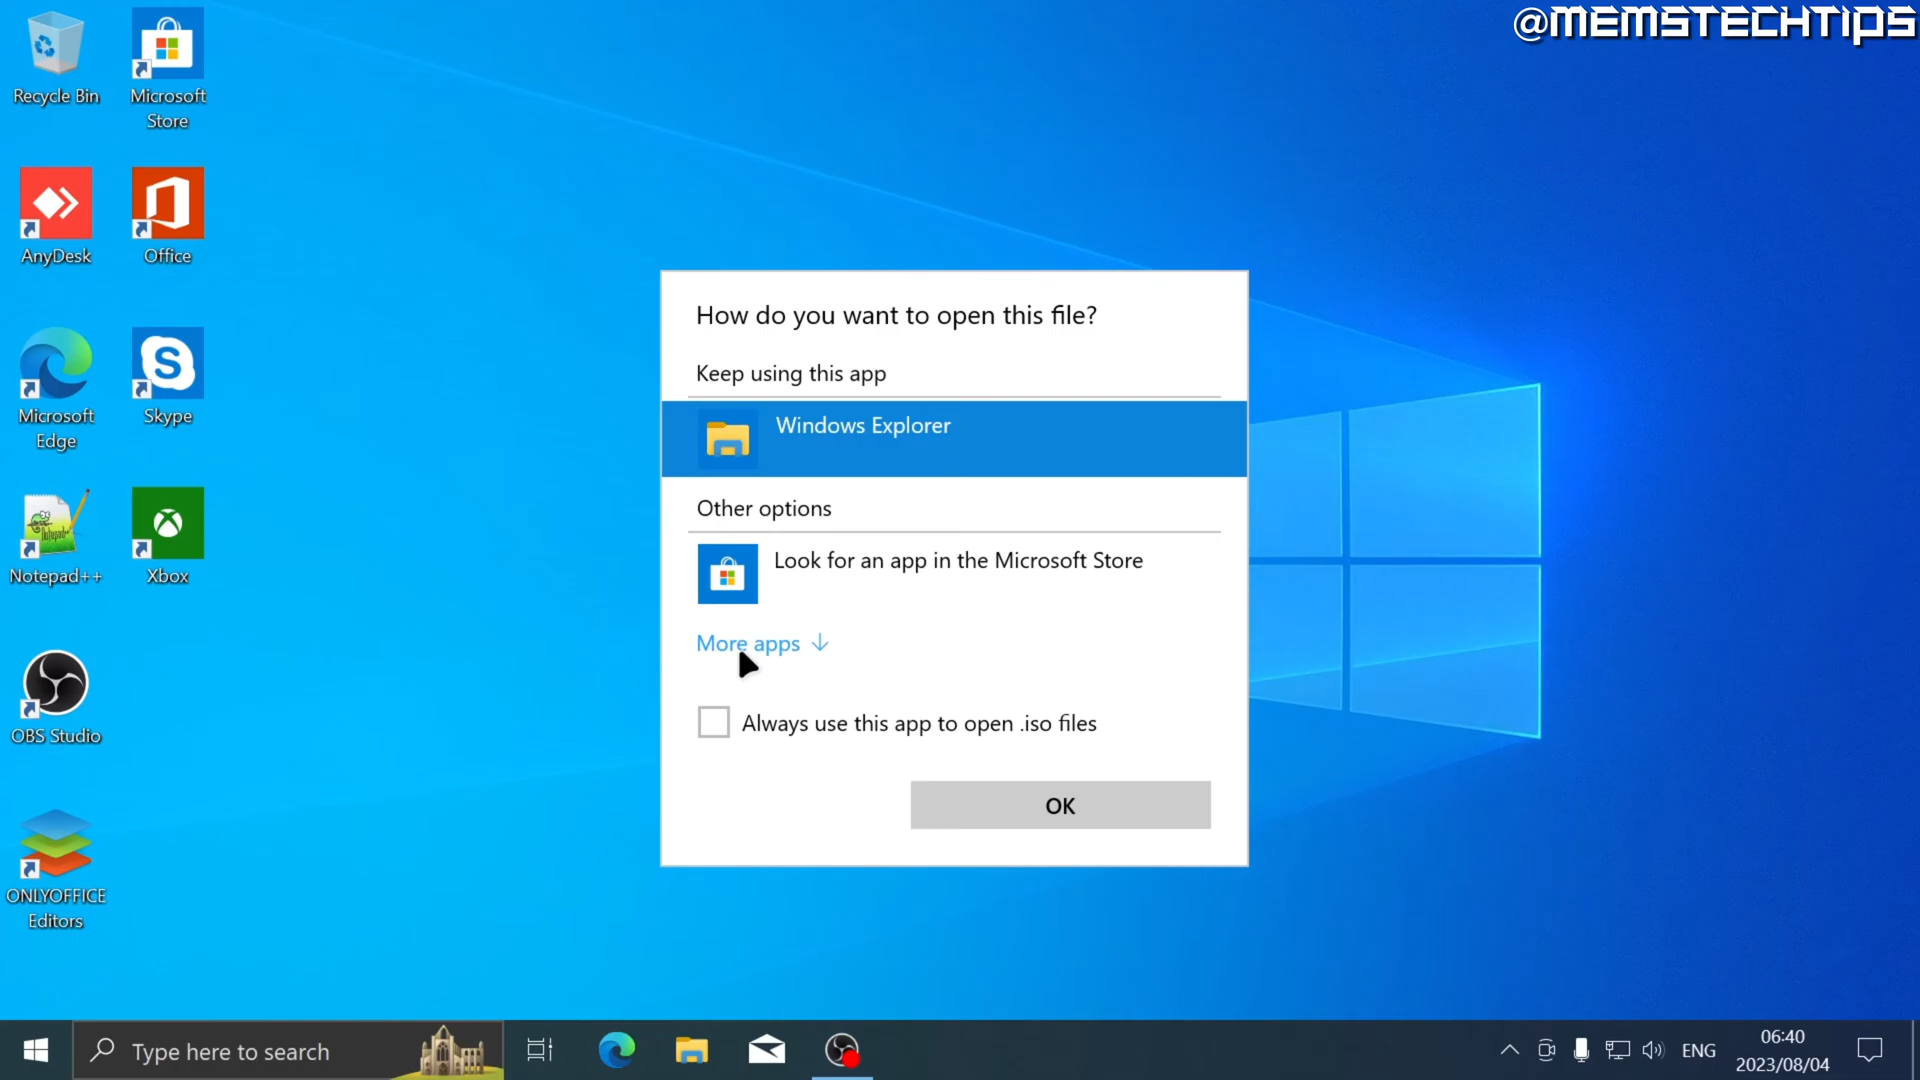 @MEMSTECHTIPS
Recycle Bin
Microsoft
Store
AnyDesk
Office
Microsoft
Edge
Skype
Notepad++
Xbox
OBS Studio
ONLYOFFICE
Editors
How do you want to open this file?
Keep using this app
Windows Explorer
Other options
Look for an app in the Microsoft Store
More apps ↓
Always use this app to open .iso files
OK
Type here to search
ENG
06:40
2023/08/04